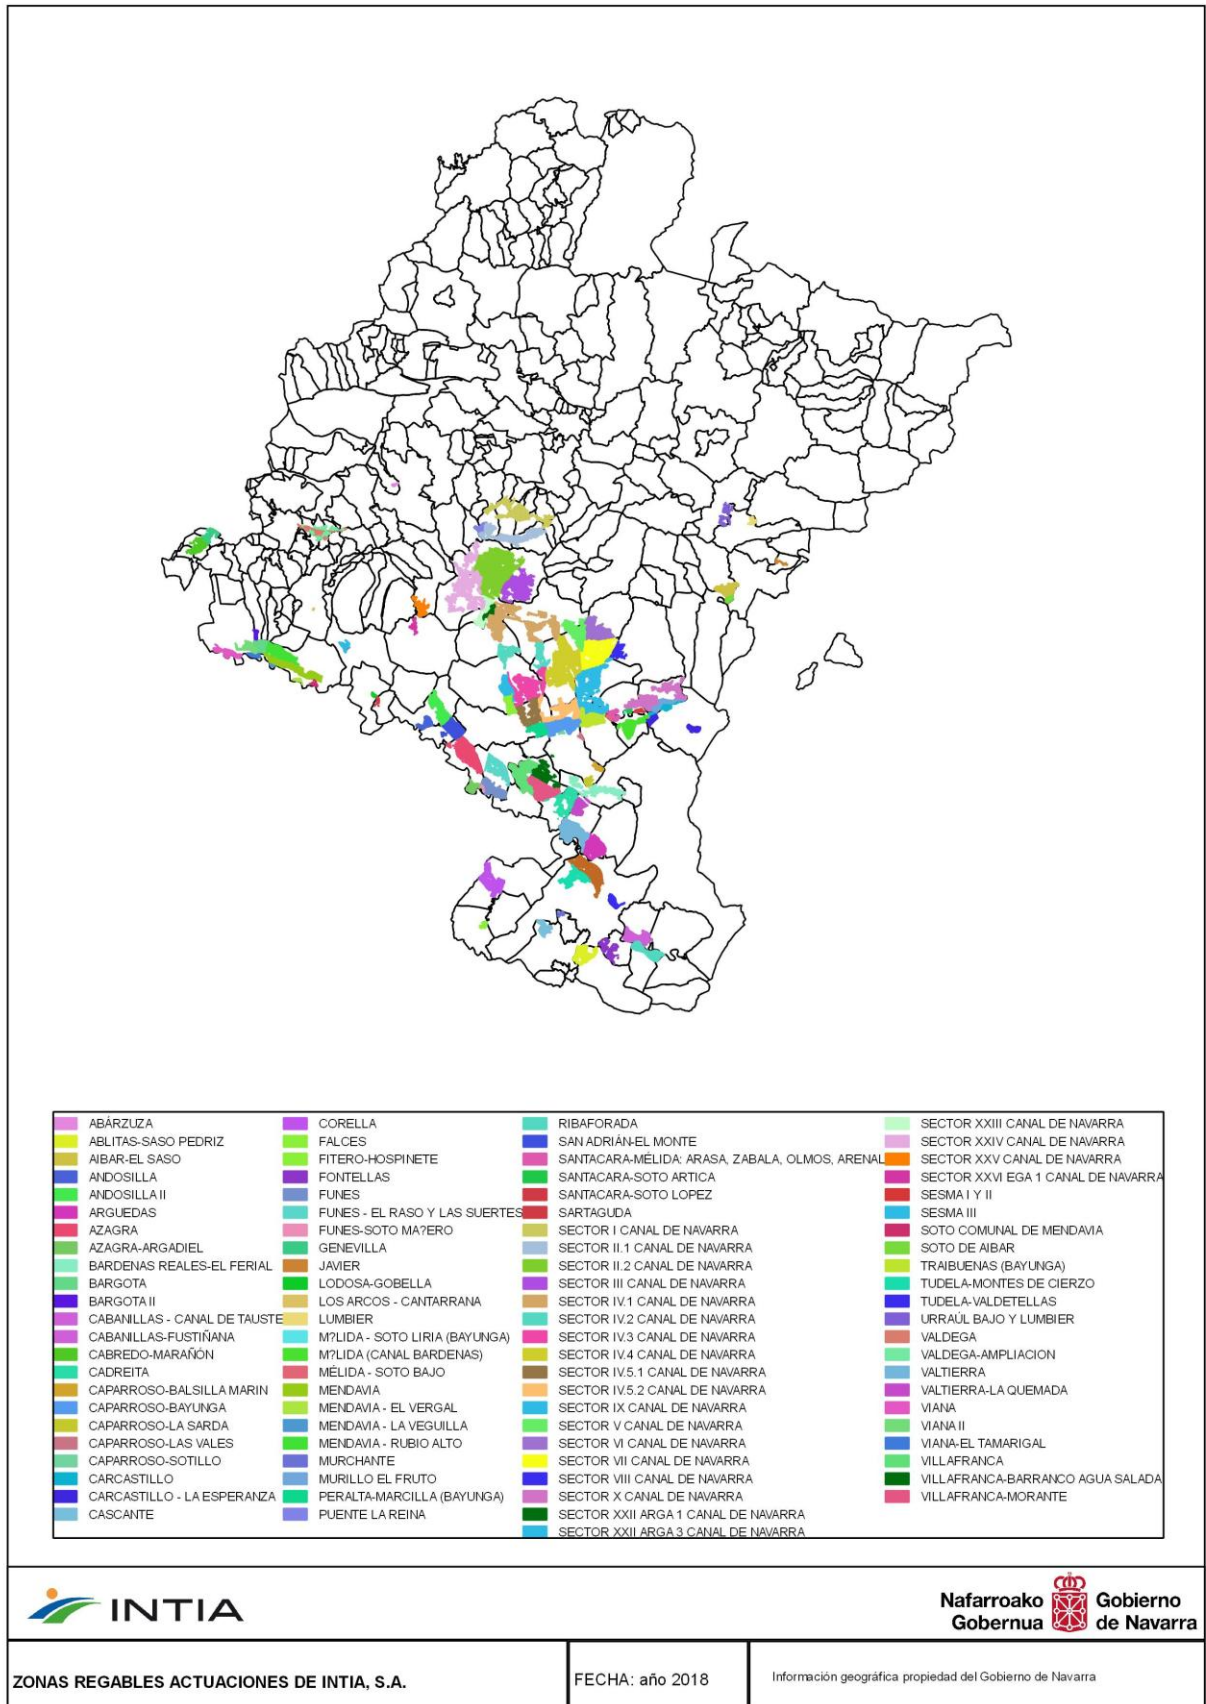 ABÁRZUZA
ABLITAS-SASO PEDRIZ
AIBAR-EL SASO
ANDOSILLA
ANDOSILLA II
ARGUEDAS
AZAGRA
AZAGRA-ARGADIEL
BARDENAS REALES-EL FERIAL
BARGOTA
BARGOTA II
CABANILLAS - CANAL DE TAUSTE
CABANILLAS-FUSTIÑANA
CABREDO-MARAÑÓN
CADREITA
CAPARROSO-BALSILLA MARIN
CAPARROSO-BAYUNGA
CAPARROSO-LA SARDA
CAPARROSO-LAS VALES
CAPARROSO-SOTILLO
CARCASTILLO
CARCASTILLO - LA ESPERANZA
CASCANTE
CORELLA
FALCES
FITERO-HOSPINETE
FONTELLAS
FUNES
FUNES - EL RASO Y LAS SUERTES
FUNES-SOTO MA?ERO
GENEVILLA
JAVIER
LODOSA-GOBELLA
LOS ARCOS - CANTARRANA
LUMBIER
M?LIDA - SOTO LIRIA (BAYUNGA)
M?LIDA (CANAL BARDENAS)
MÉLIDA - SOTO BAJO
MENDAVIA
MENDAVIA - EL VERGAL
MENDAVIA - LA VEGUILLA
MENDAVIA - RUBIO ALTO
MURCHANTE
MURILLO EL FRUTO
PERALTA-MARCILLA (BAYUNGA)
PUENTE LA REINA
RIBAFORADA
SAN ADRIÁN-EL MONTE
SANTACARA-MÉLIDA: ARASA, ZABALA, OLMOS, ARENAL
SANTACARA-SOTO ARTICA
SANTACARA-SOTO LOPEZ
SARTAGUDA
SECTOR I CANAL DE NAVARRA
SECTOR II.1 CANAL DE NAVARRA
SECTOR II.2 CANAL DE NAVARRA
SECTOR III CANAL DE NAVARRA
SECTOR IV.1 CANAL DE NAVARRA
SECTOR IV.2 CANAL DE NAVARRA
SECTOR IV.3 CANAL DE NAVARRA
SECTOR IV.4 CANAL DE NAVARRA
SECTOR IV.5.1 CANAL DE NAVARRA
SECTOR IV.5.2 CANAL DE NAVARRA
SECTOR IX CANAL DE NAVARRA
SECTOR V CANAL DE NAVARRA
SECTOR VI CANAL DE NAVARRA
SECTOR VII CANAL DE NAVARRA
SECTOR VIII CANAL DE NAVARRA
SECTOR X CANAL DE NAVARRA
SECTOR XXII ARGA 1 CANAL DE NAVARRA
SECTOR XXII ARGA 3 CANAL DE NAVARRA
SECTOR XXIII CANAL DE NAVARRA
SECTOR XXIV CANAL DE NAVARRA
SECTOR XXV CANAL DE NAVARRA
SECTOR XXVI EGA 1 CANAL DE NAVARRA
SESMA I Y II
SESMA III
SOTO COMUNAL DE MENDAVIA
SOTO DE AIBAR
TRAIBUENAS (BAYUNGA)
TUDELA-MONTES DE CIERZO
TUDELA-VALDETELLAS
URRAÚL BAJO Y LUMBIER
VALDEGA
VALDEGA-AMPLIACION
VALTIERRA
VALTIERRA-LA QUEMADA
VIANA
VIANA II
VIANA-EL TAMARIGAL
VILLAFRANCA
VILLAFRANCA-BARRANCO AGUA SALADA
VILLAFRANCA-MORANTE
INTIA
Nafarroako
Gobernua
Gobierno
de Navarra
ZONAS REGABLES ACTUACIONES DE INTIA, S.A.
FECHA: año 2018
Información geográfica propiedad del Gobierno de Navarra